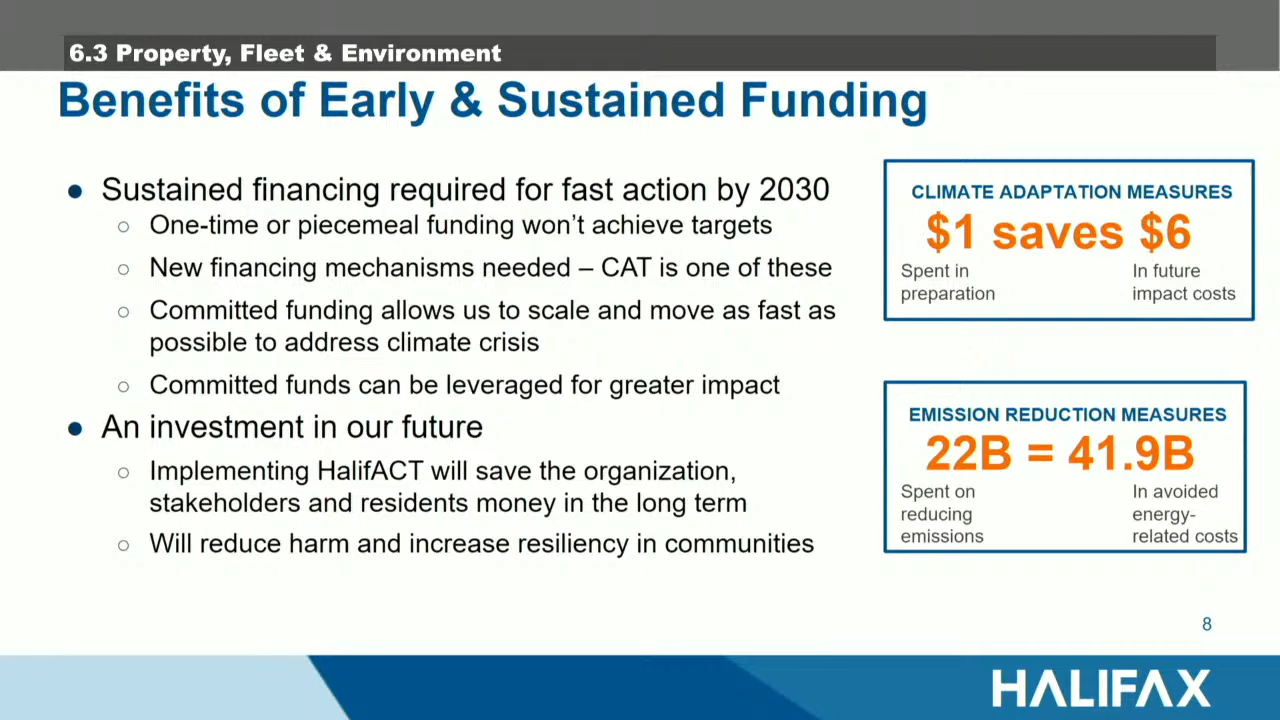 6.3 Property, Fleet & Environment
Benefits of Early & Sustained Funding
● Sustained financing required for fast action by 2030
○ One-time or piecemeal funding won't achieve targets
○ New financing mechanisms needed – CAT is one of these
○ Committed funding allows us to scale and move as fast as
possible to address climate crisis
○ Committed funds can be leveraged for greater impact
● An investment in our future
○ Implementing HalifACT will save the organization,
stakeholders and residents money in the long term
○ Will reduce harm and increase resiliency in communities
CLIMATE ADAPTATION MEASURES
$1 saves $6
Spent in
preparation
In future
impact costs
EMISSION REDUCTION MEASURES
22B = 41.9B
Spent on
reducing
emissions
In avoided
energy-
related costs
8
HALIFAX